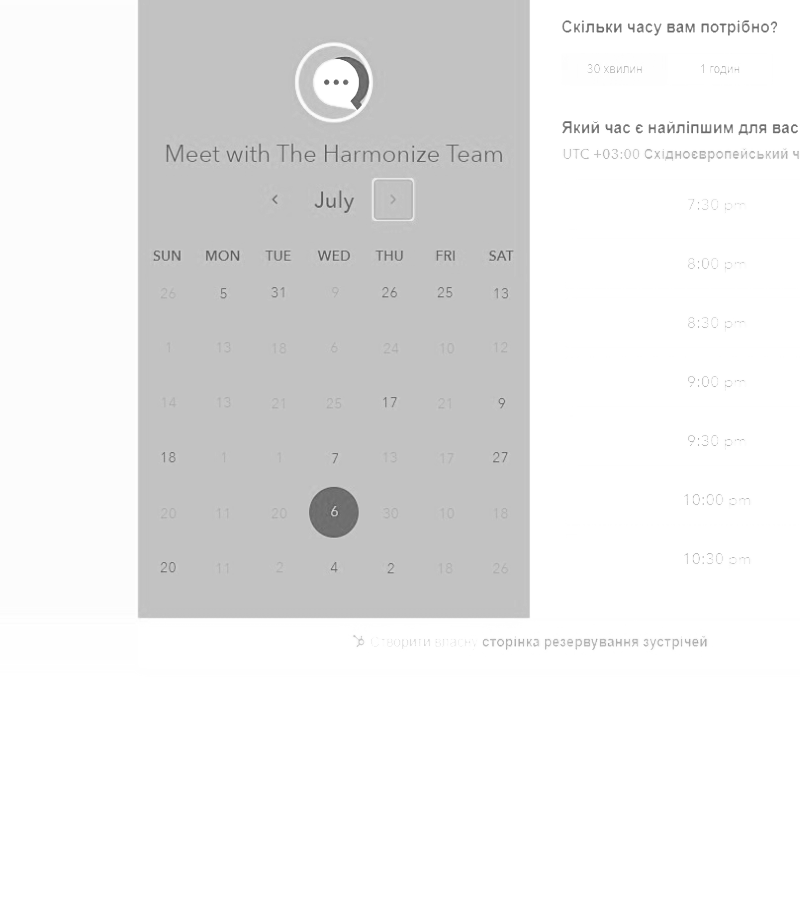 Meet with The Harmonize Team
July
SUN MON TUE WED THU FRI SAT
26 5 31 9 26 25 13
1 13 18 6 24 10 12
14 13 21 25 17 21 9
18 1 1 7 13 17 27
20 11 20 6 30 10 18
20 11 2 4 2 18 26
Скільки часу вам потрібно?
30 хвилин 1 годин
Який час є найліпшим для вас
UTC +03:00 Східноєвропейський ч
7:30 pm
8:00 pm
8:30 pm
9:00 pm
9:30 pm
10:00 pm
10:30 pm
Створити власну сторінка резервування зустрічей